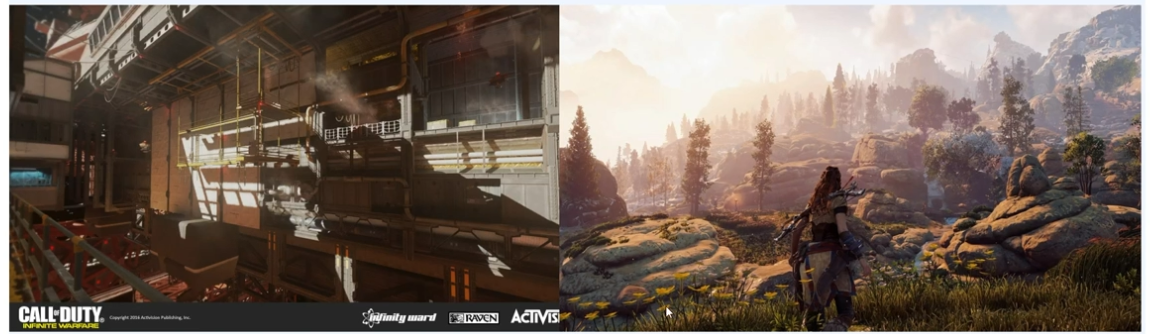 CALL OF DUTY
INFINITE WARFARE
Copyright 2016 Activision Publishing, Inc.
infinity ward
RAVEN
ACTIVIS